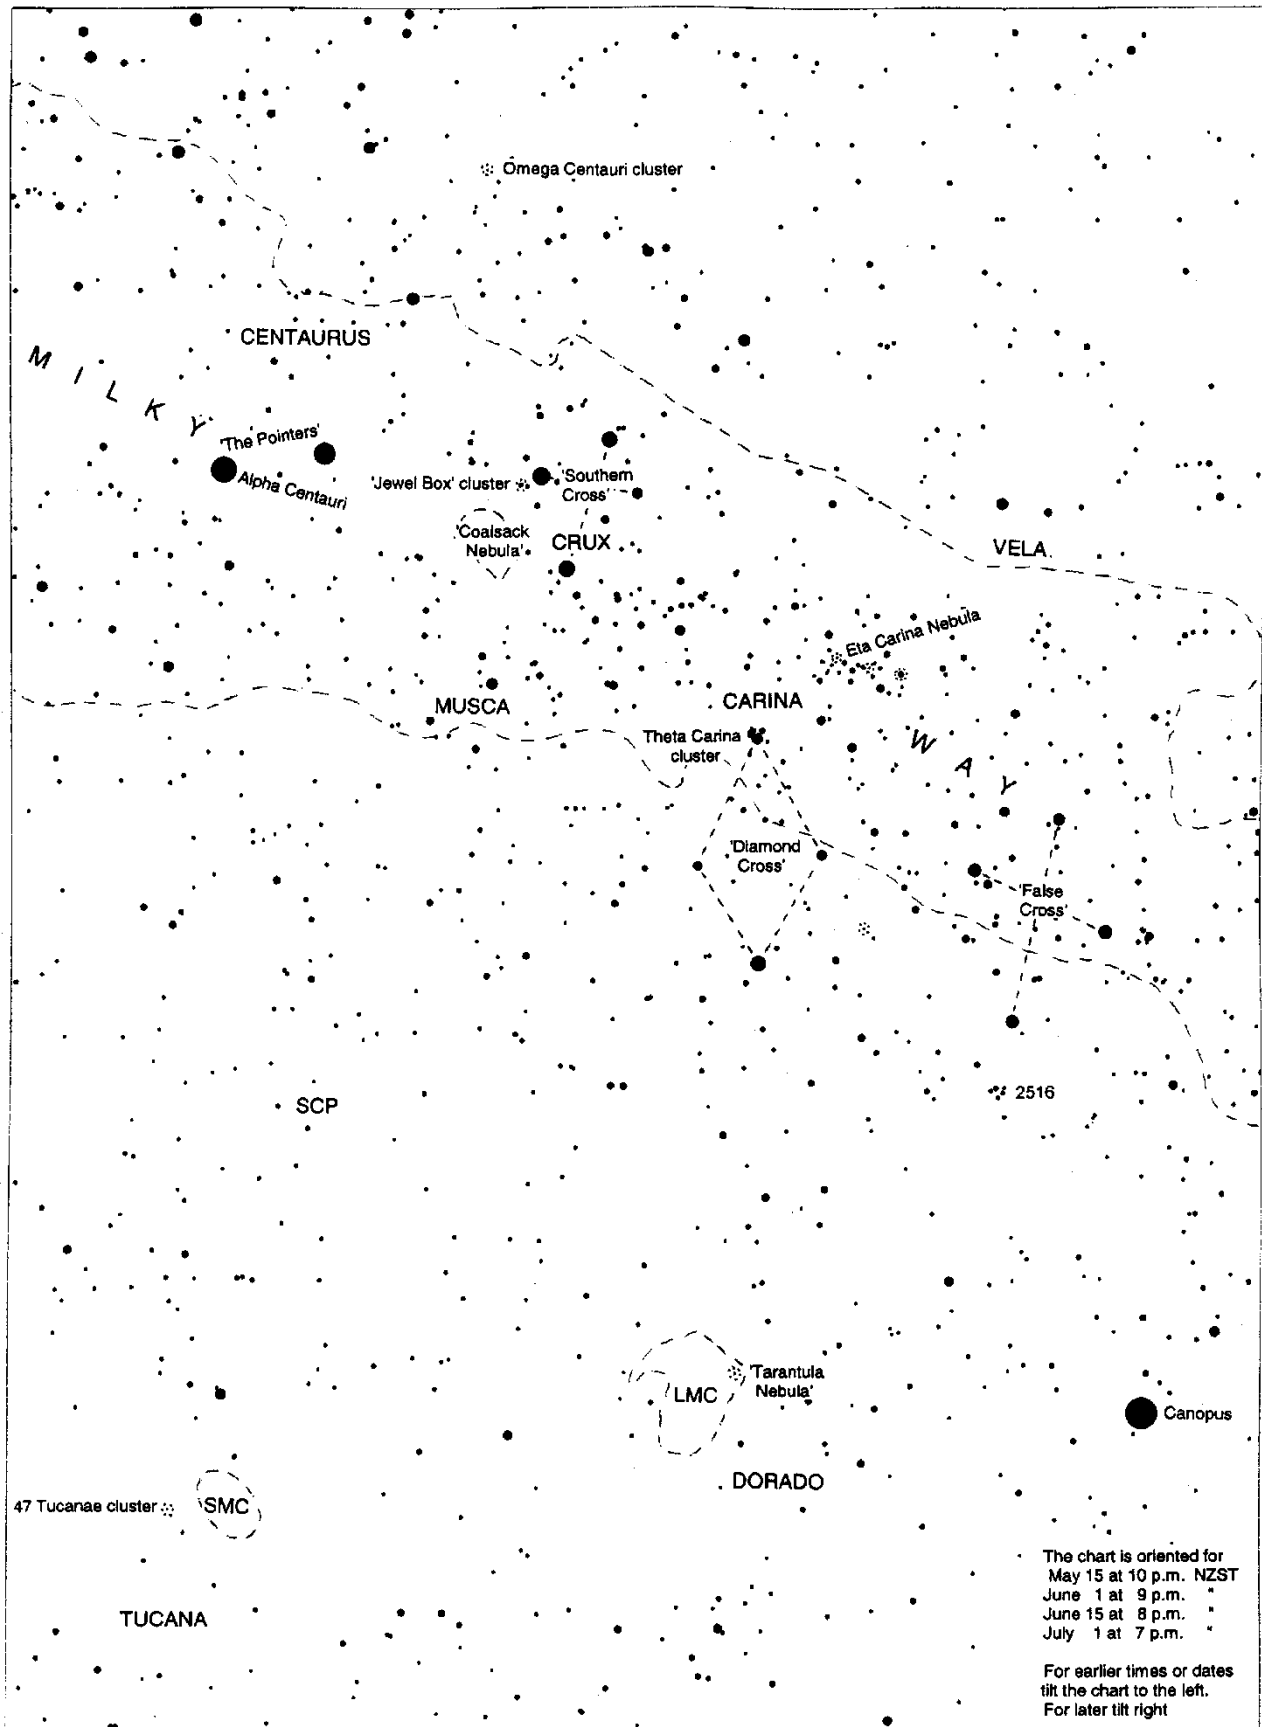 Omega Centauri cluster
CENTAURUS
M I L K Y
'The Pointers'
Alpha Centauri
'Jewel Box' cluster
'Southern
Cross'
'Coalsack
Nebula'
CRUX
VELA
Eta Carina Nebula
MUSCA
CARINA
Theta Carina
cluster
W A Y
'Diamond
Cross'
'False
Cross'
2516
SCP
'Tarantula
Nebula'
LMC
Canopus
DORADO
47 Tucanae cluster
SMC
TUCANA
The chart is oriented for
May 15 at 10 p.m. NZST
June 1 at 9 p.m. "
June 15 at 8 p.m. "
July 1 at 7 p.m. "
For earlier times or dates
tilt the chart to the left.
For later tilt right